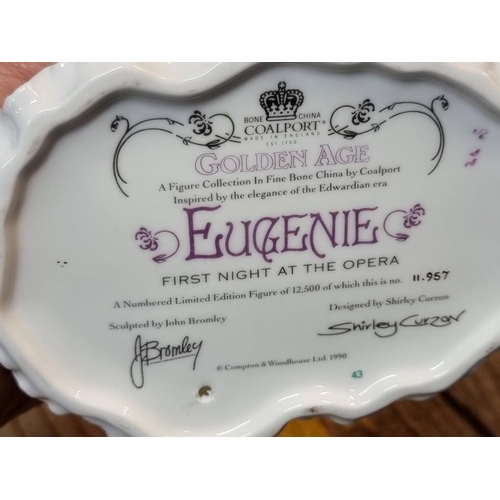 BONE CHINA
COALPORT®
MADE IN ENGLAND
EST 1750
GOLDEN AGE
A Figure Collection In Fine Bone China by Coalport
Inspired by the elegance of the Edwardian era
EUGENIE
FIRST NIGHT AT THE OPERA
A Numbered Limited Edition Figure of 12,500 of which this is no. 11.957
Sculpted by John Bromley
Designed by Shirley Curzon
J Bromley
Shirley Curzon
© Compton & Woodhouse Ltd. 1990
43